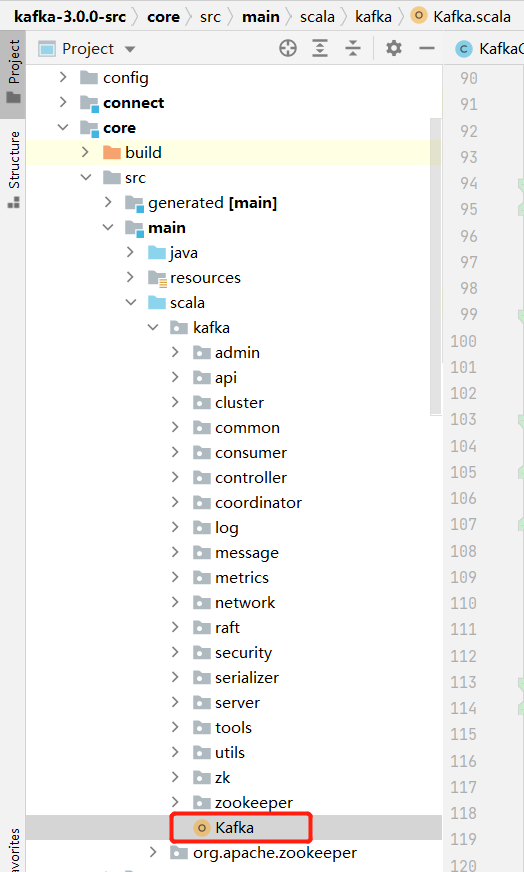 kafka-3.0.0-src core src main scala kafka Kafka.scala
Project
Structure
Project
KafkaC
config
connect
core
build
src
generated [main]
main
java
resources
scala
kafka
admin
api
cluster
common
consumer
controller
coordinator
log
message
metrics
network
raft
security
serializer
server
tools
utils
zk
zookeeper
Kafka
org.apache.zookeeper
90
91
92
93
94
95
96
97
98
99
100
101
102
103
104
105
106
107
108
109
110
111
112
113
114
115
116
117
118
119
120